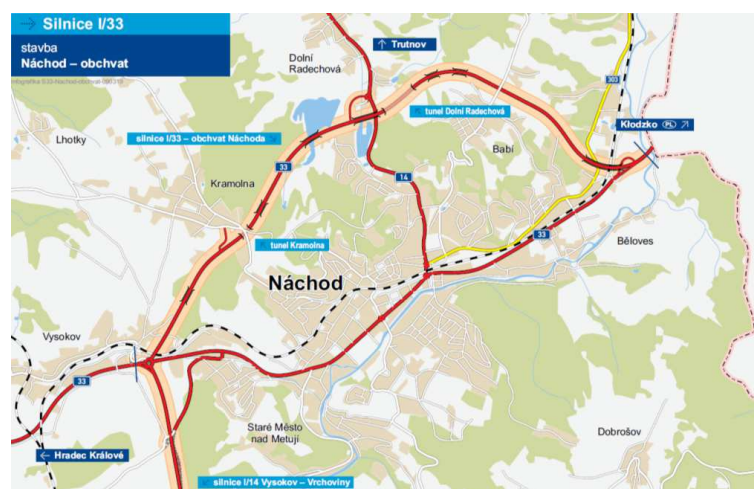 → Silnice I/33
stavba
Náchod – obchvat
Dolní
Radechová
↑ Trutnov
303
tunel Dolní Radechová
Kłodzko PL ↗
silnice I/33 – obchvat Náchoda
Lhotky
Babí
33
14
Kramolna
33
Běloves
tunel Kramolna
Náchod
Vysokov
33
Staré Město
nad Metují
Dobrošov
← Hradec Králové
silnice I/14 Vysokov – Vrchoviny